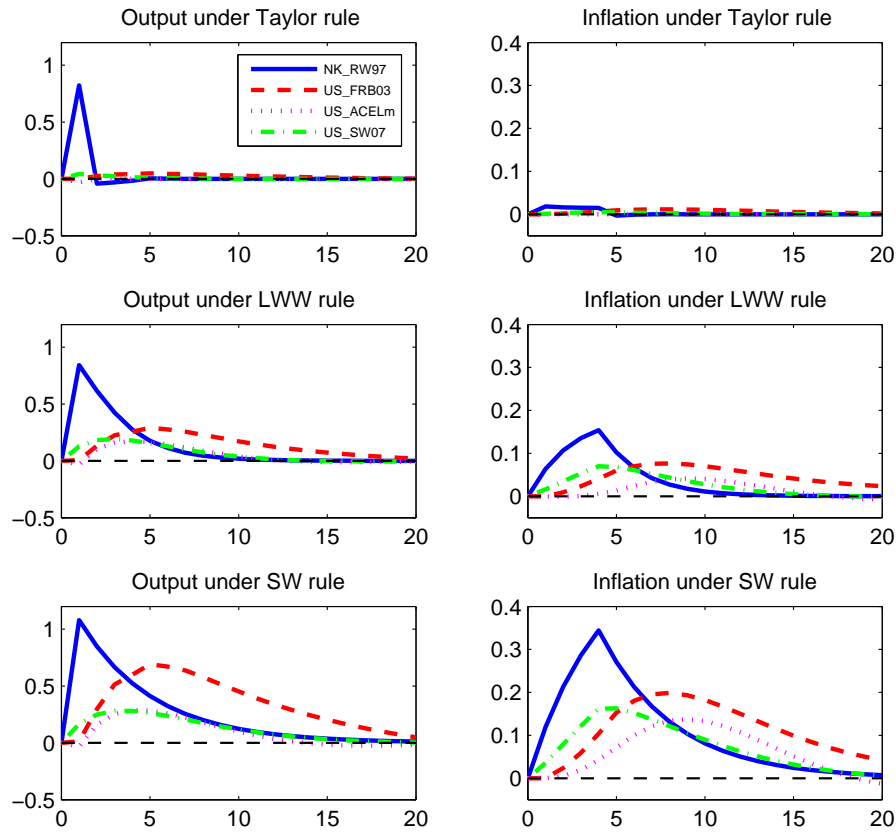 Output under Taylor rule
1
0.5
0
−0.5
0 5 10 15 20
NK_RW97
US_FRB03
US_ACELm
US_SW07
Inflation under Taylor rule
0.4
0.3
0.2
0.1
0
0 5 10 15 20
Output under LWW rule
1
0.5
0
−0.5
0 5 10 15 20
Inflation under LWW rule
0.4
0.3
0.2
0.1
0
0 5 10 15 20
Output under SW rule
1
0.5
0
−0.5
0 5 10 15 20
Inflation under SW rule
0.4
0.3
0.2
0.1
0
0 5 10 15 20